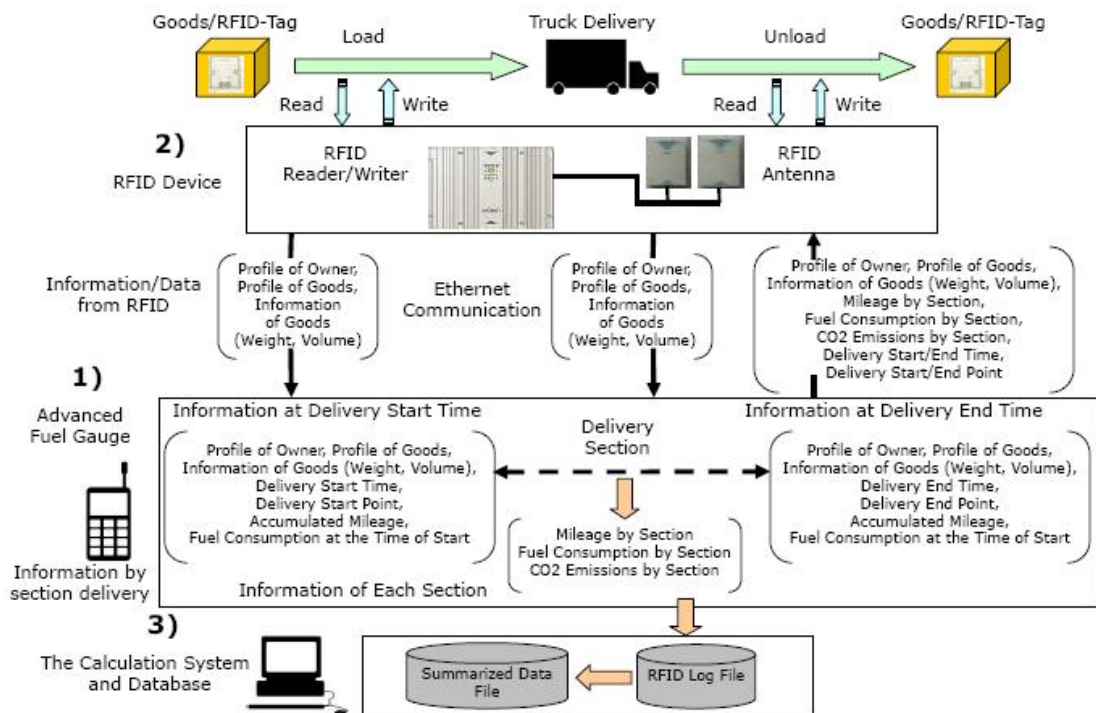 Goods/RFID-Tag
Truck Delivery
Goods/RFID-Tag
Load
Unload
Read
Write
Read
Write
2)
RFID Device
RFID
Reader/Writer
RFID
Antenna
Information/Data
from RFID
Profile of Owner,
Profile of Goods,
Information
of Goods
(Weight, Volume)
Ethernet
Communication
Profile of Owner,
Profile of Goods,
Information
of Goods
(Weight, Volume)
Profile of Owner, Profile of Goods,
Information of Goods (Weight, Volume),
Mileage by Section,
Fuel Consumption by Section,
CO2 Emissions by Section,
Delivery Start/End Time,
Delivery Start/End Point
1)
Advanced
Fuel Gauge
Information by
section delivery
Information at Delivery Start Time
Profile of Owner, Profile of Goods,
Information of Goods (Weight, Volume),
Delivery Start Time,
Delivery Start Point,
Accumulated Mileage,
Fuel Consumption at the Time of Start
Delivery
Section
Mileage by Section
Fuel Consumption by Section
CO2 Emissions by Section
Information at Delivery End Time
Profile of Owner, Profile of Goods,
Information of Goods (Weight, Volume),
Delivery End Time,
Delivery End Point,
Accumulated Mileage,
Fuel Consumption at the Time of Start
Information of Each Section
3)
The Calculation System
and Database
Summarized Data
File
RFID Log File